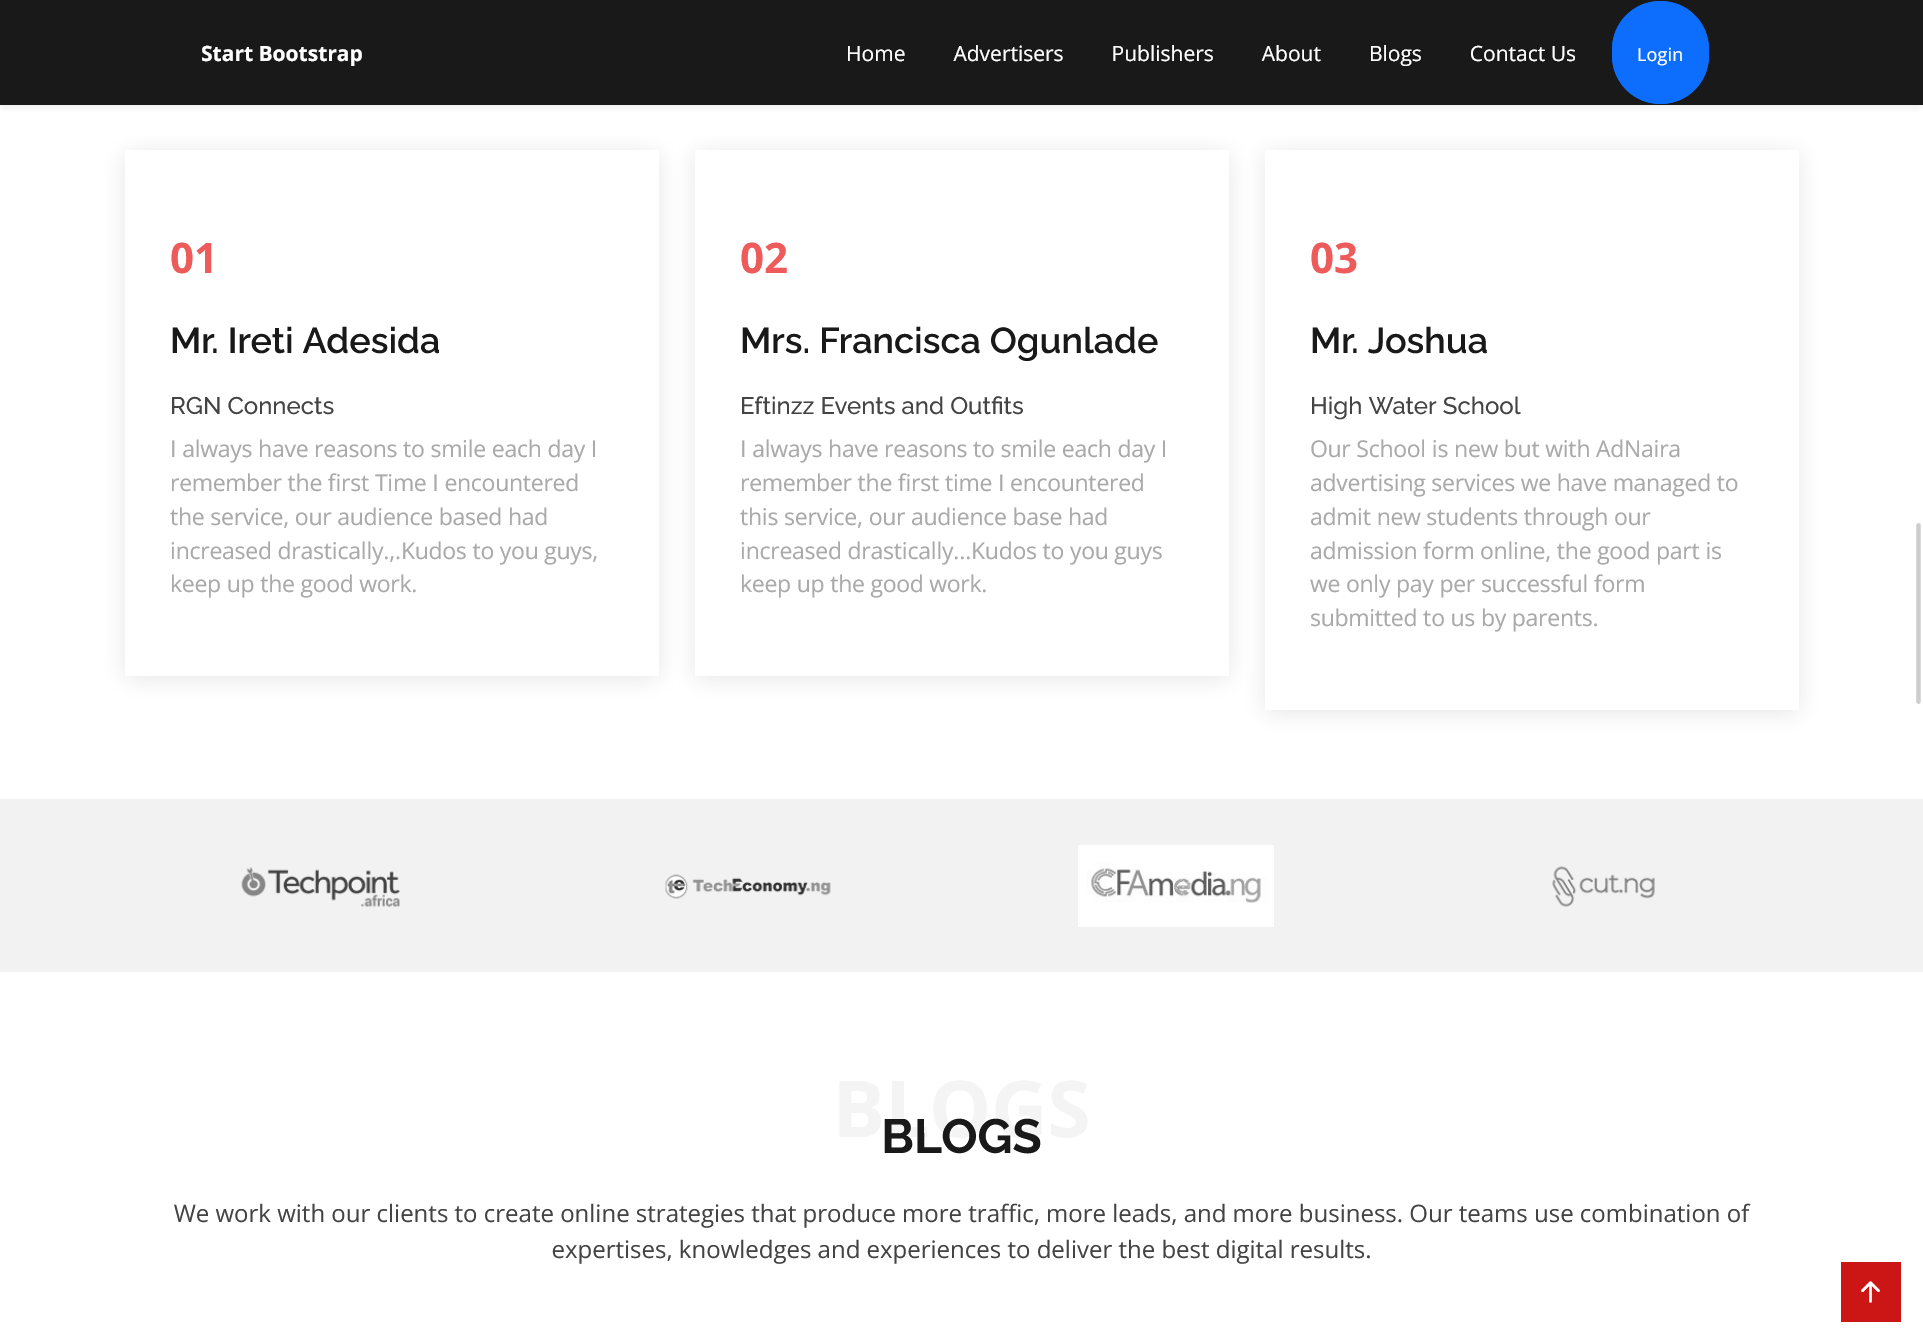 Start Bootstrap
Home
Advertisers
Publishers
About
Blogs
Contact Us
Login
01
Mr. Ireti Adesida
RGN Connects
I always have reasons to smile each day I
remember the first Time I encountered
the service, our audience based had
increased drastically.,.Kudos to you guys,
keep up the good work.
02
Mrs. Francisca Ogunlade
Eftinzz Events and Outfits
I always have reasons to smile each day I
remember the first time I encountered
this service, our audience base had
increased drastically...Kudos to you guys
keep up the good work.
03
Mr. Joshua
High Water School
Our School is new but with AdNaira
advertising services we have managed to
admit new students through our
admission form online, the good part is
we only pay per successful form
submitted to us by parents.
Techpoint
.africa
te TechEconomy.ng
CFAmedia.ng
cut.ng
BLOGS
BLOGS
We work with our clients to create online strategies that produce more traffic, more leads, and more business. Our teams use combination of
expertises, knowledges and experiences to deliver the best digital results.